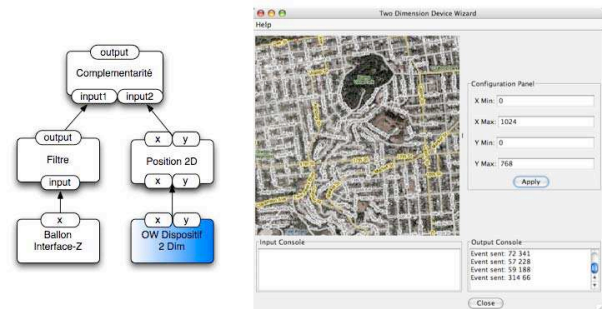 output
Complementarité
input1 input2
output
Filtre
input
x y
Position 2D
x y
x
Ballon
Interface-Z
x y
OW Dispositif
2 Dim
Two Dimension Device Wizard
Help
Configuration Panel
X Min: 0
X Max: 1024
Y Min: 0
Y Max: 768
Apply
Input Console
Output Console
Event sent: 72 341
Event sent: 57 228
Event sent: 59 188
Event sent: 314 66
Close